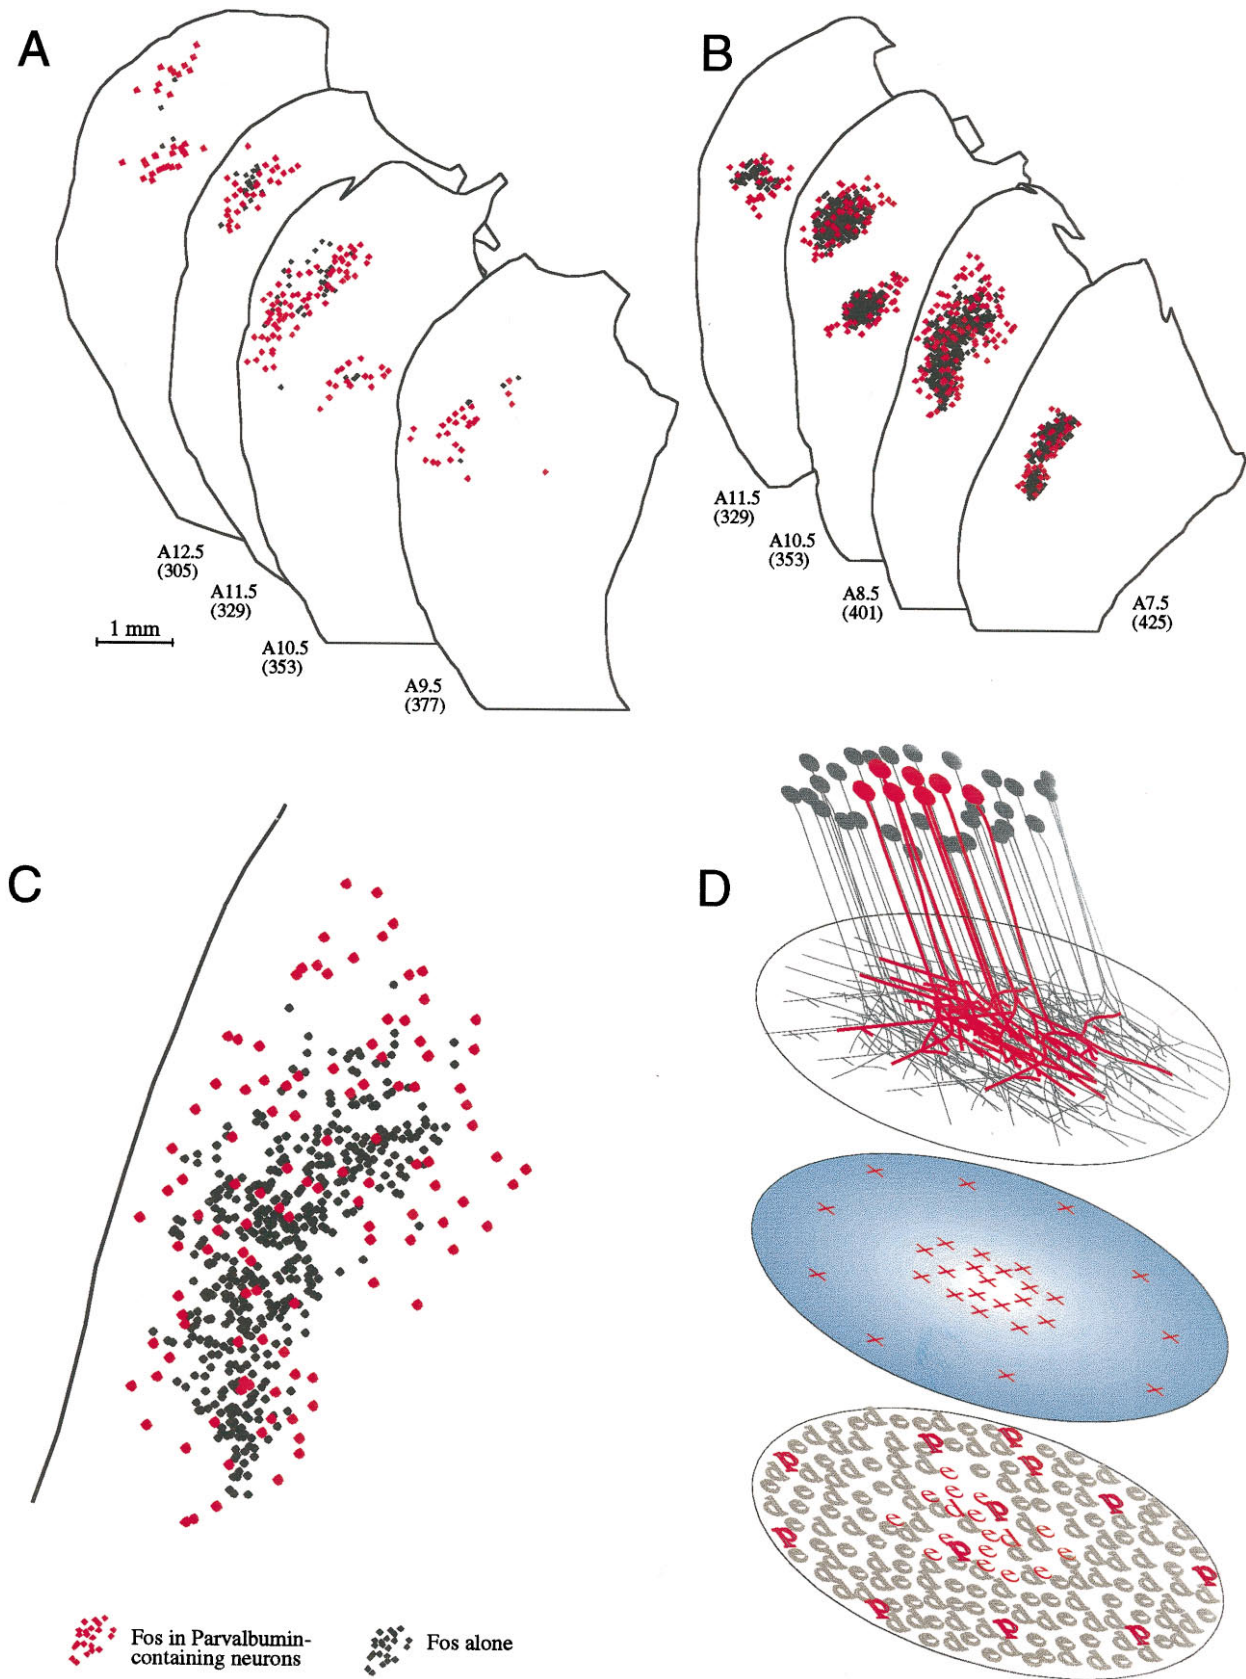 A
B
A12.5
(305)
A11.5
(329)
A10.5
(353)
A9.5
(377)
1 mm
A11.5
(329)
A10.5
(353)
A8.5
(401)
A7.5
(425)
C
D
Fos in Parvalbumin-
containing neurons
Fos alone